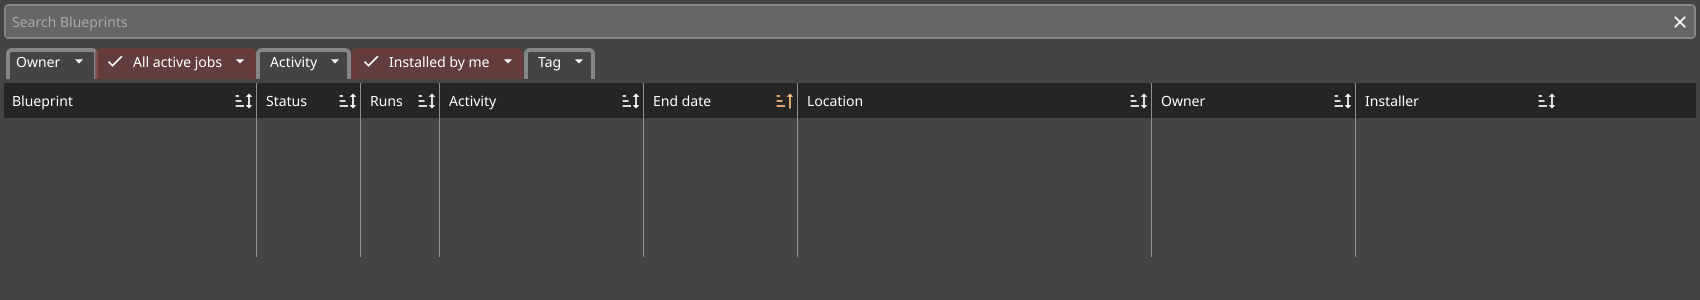 Search Blueprints
Owner All active jobs Activity Installed by me Tag
Blueprint Status Runs Activity End date Location Owner Installer